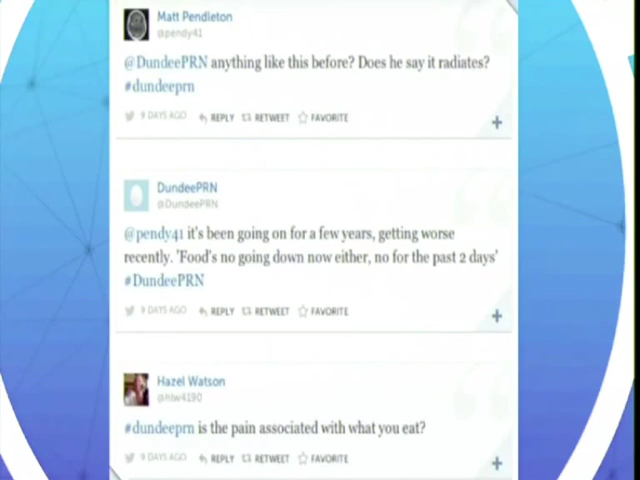 Matt Pendleton
@pendy41
@DundeePRN anything like this before? Does he say it radiates?
#dundeeprn
9 DAYS AGO REPLY RETWEET FAVORITE
DundeePRN
@DundeePRN
@pendy41 it's been going on for a few years, getting worse
recently. 'Food's no going down now either, no for the past 2 days'
#DundeePRN
9 DAYS AGO REPLY RETWEET FAVORITE
Hazel Watson
@hlw4190
#dundeeprn is the pain associated with what you eat?
9 DAYS AGO REPLY RETWEET FAVORITE